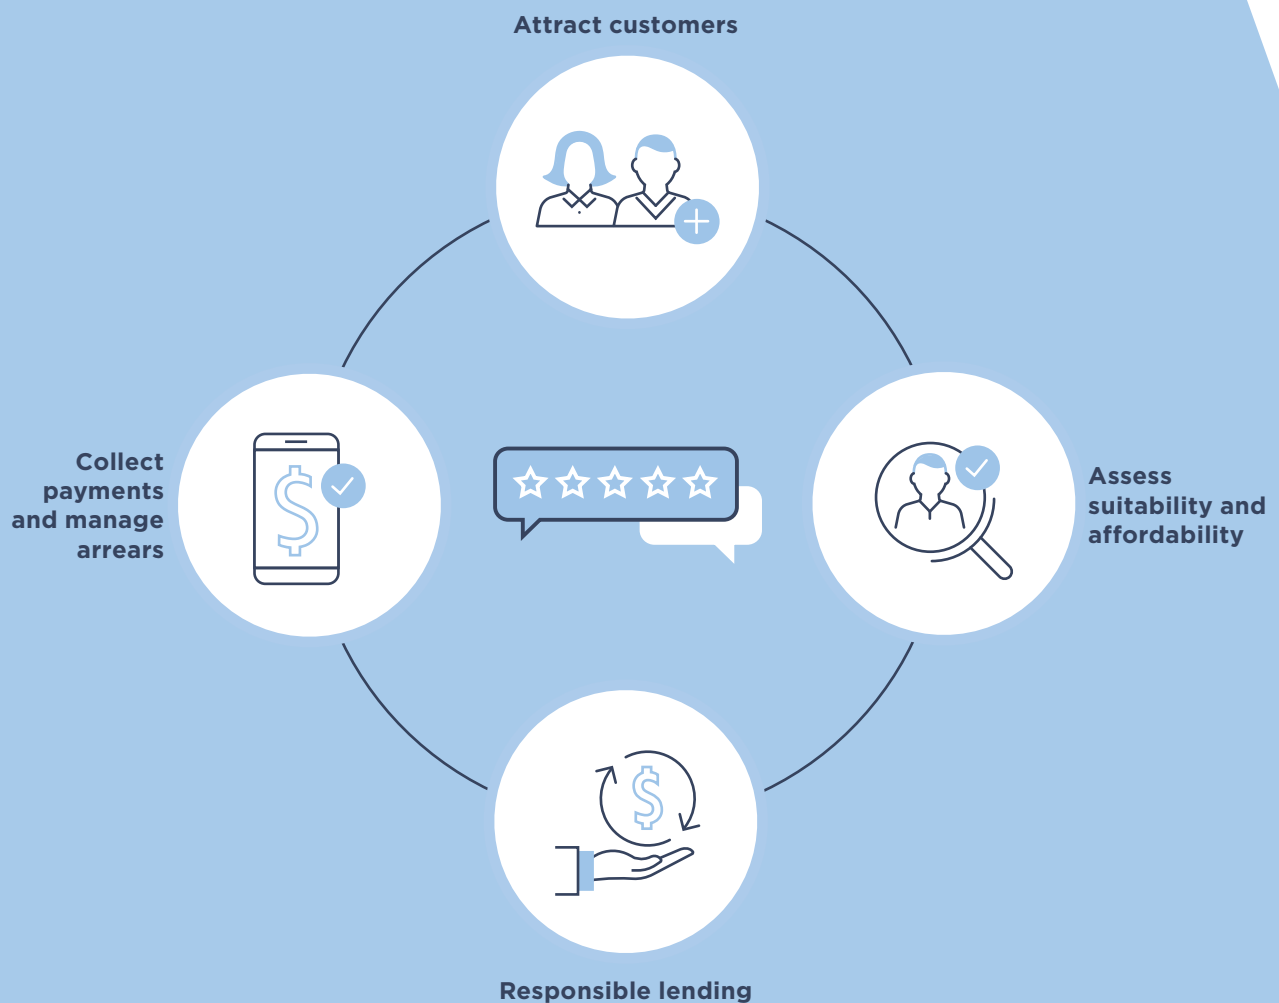 Attract customers
Collect
payments
and manage
arrears
Assess
suitability and
affordability
Responsible lending